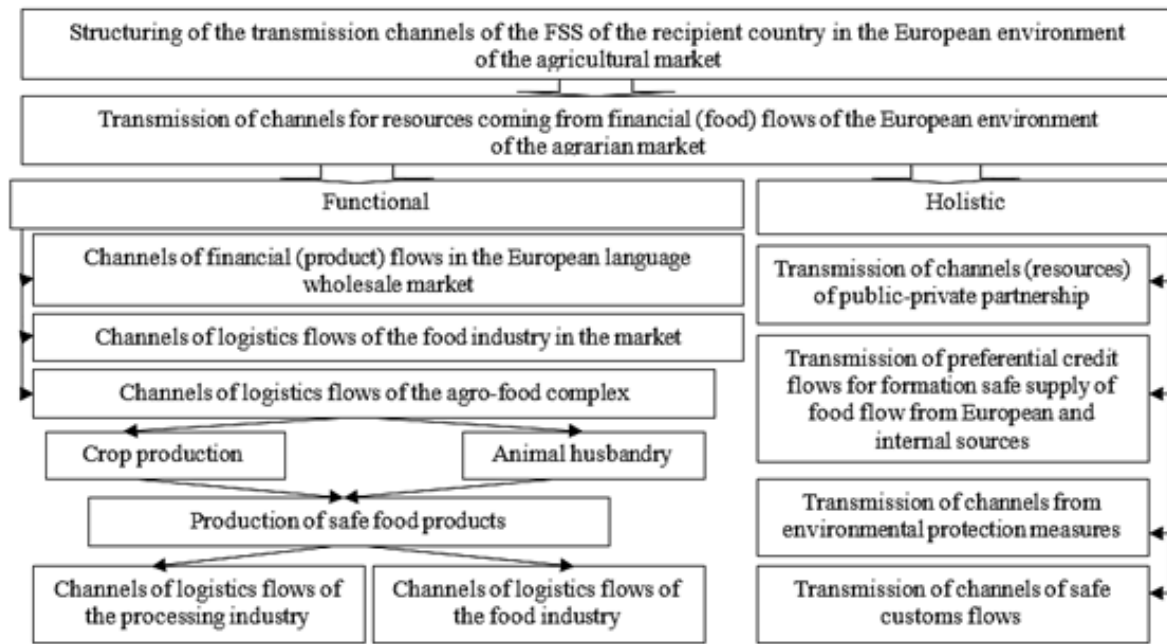 Structuring of the transmission channels of the FSS of the recipient country in the European environment
of the agricultural market
Transmission of channels for resources coming from financial (food) flows of the European environment
of the agrarian market
Functional
Channels of financial (product) flows in the European language
wholesale market
Channels of logistics flows of the food industry in the market
Channels of logistics flows of the agro-food complex
Crop production
Animal husbandry
Production of safe food products
Channels of logistics flows of
the processing industry
Channels of logistics flows of
the food industry
Holistic
Transmission of channels (resources)
of public-private partnership
Transmission of preferential credit
flows for formation safe supply of
food flow from European and
internal sources
Transmission of channels from
environmental protection measures
Transmission of channels of safe
customs flows